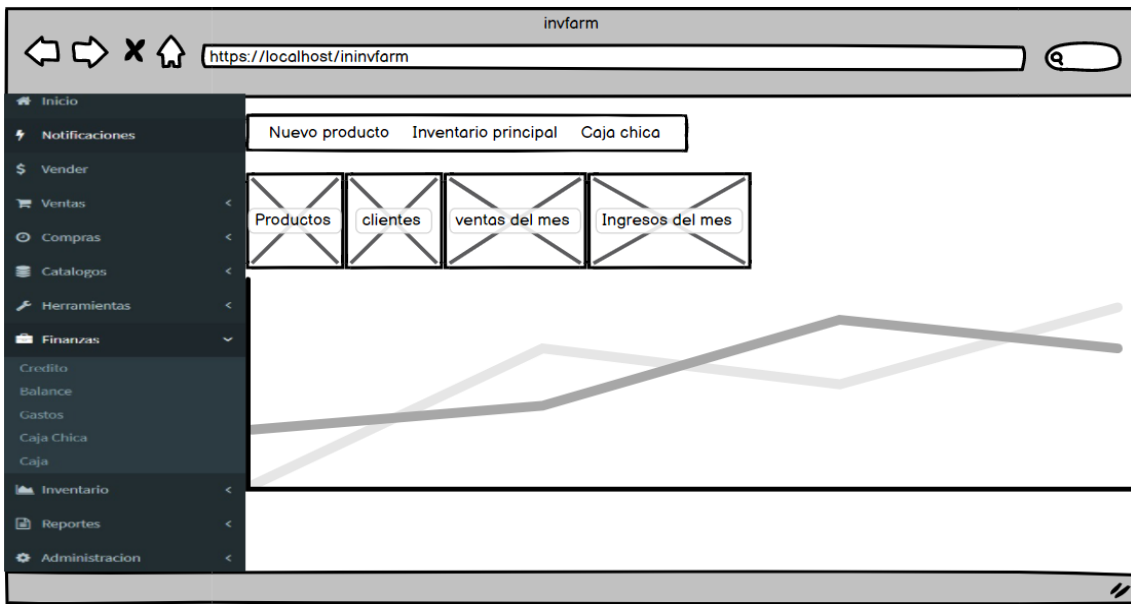 invfarm
https://localhost/ininvfarm
Inicio
Notificaciones
Vender
Ventas
Compras
Catalogos
Herramientas
Finanzas
Credito
Balance
Gastos
Caja Chica
Caja
Inventario
Reportes
Administracion
Nuevo producto Inventario principal Caja chica
Productos clientes ventas del mes Ingresos del mes